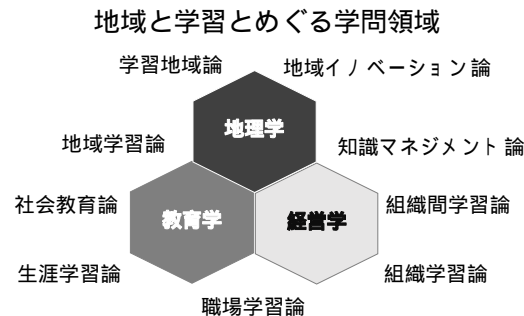 地域と学習とめぐる学問領域
学習地域論
地域イノベーション論
地理学
地域学習論
知識マネジメント論
社会教育論
教育学
経営学
組織間学習論
生涯学習論
組織学習論
職場学習論